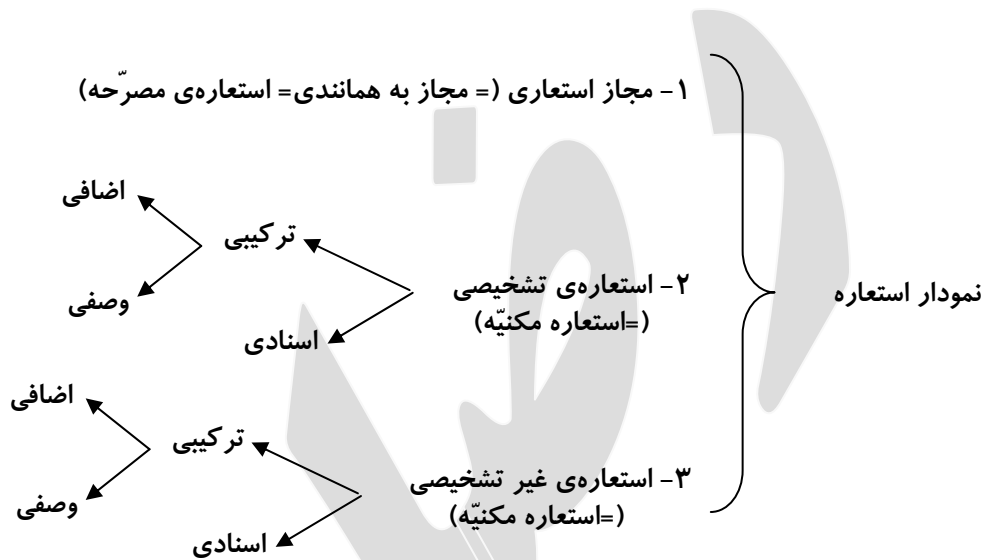 نمودار استعاره
۱- مجاز استعاری (= مجاز به همانندی= استعاره‌ی مصرّحه)
۲- استعاره‌ی تشخیصی
(=استعاره مکنیّه)
ترکیبی
اضافی
وصفی
اسنادی
۳- استعاره‌ی غیر تشخیصی
(=استعاره مکنیّه)
ترکیبی
اضافی
وصفی
اسنادی